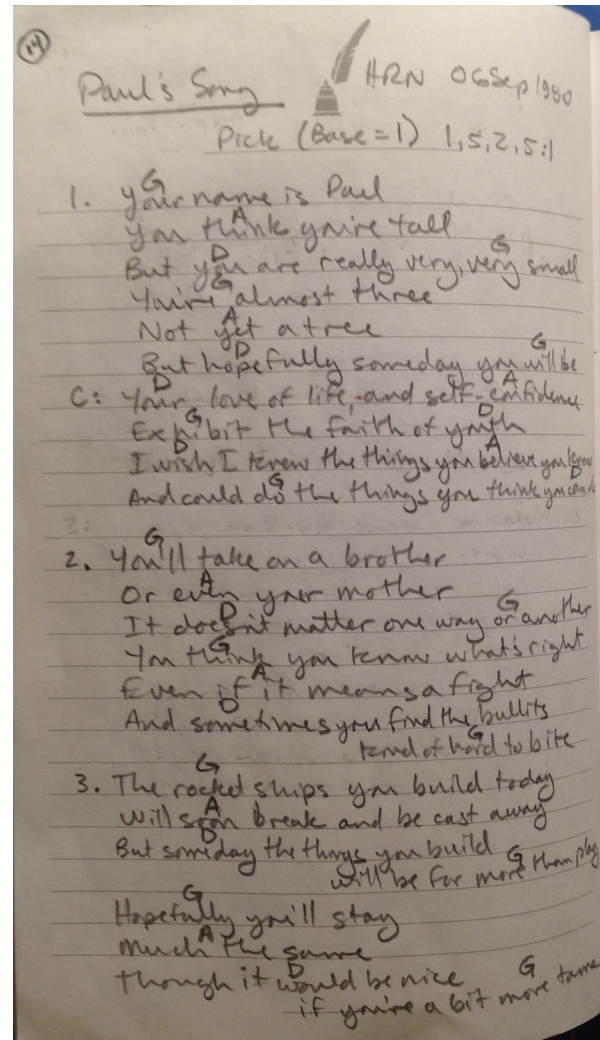 14
Paul's Song
HRN 06 Sep 1980
Pick (Base = 1) 1, 5, 2, 5:1
G
1. Your name is Paul
A
You think you're tall
D G
But you are really very, very small
G
You're almost three
A
Not yet a tree
D G
But hopefully someday you will be
D G A
C: Your love of life, and self-confidence
G D
Exhibit the faith of youth
D A
I wish I knew the things you believe you know
G D
And could do the things you think you can do
2:
G
2. You'll take on a brother
A
Or even your mother
D G
It doesn't matter one way or another
G
You think you know what's right
A
Even if it means a fight
D
And sometimes you find the bullits
G
kind of hard to bite
G
3. The rocket ships you build today
A
Will soon break and be cast away
D
But someday the things you build
G
will be far more than play
G
Hopefully you'll stay
A
Much the same
D
Though it would be nice
G
if you're a bit more tame